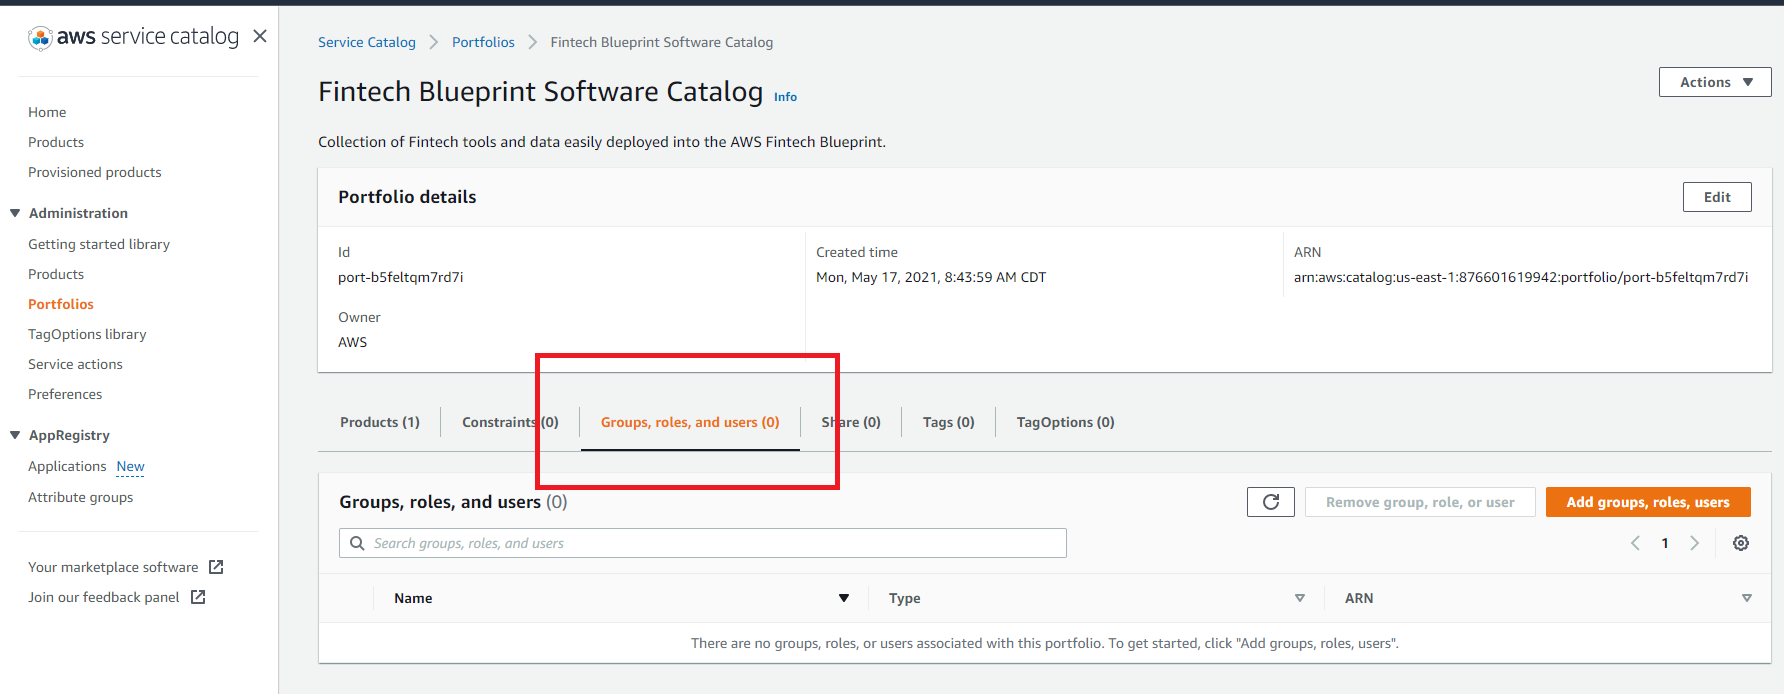 aws service catalog
Home
Products
Provisioned products
Administration
Getting started library
Products
Portfolios
TagOptions library
Service actions
Preferences
AppRegistry
Applications New
Attribute groups
Your marketplace software
Join our feedback panel
Service Catalog Portfolios Fintech Blueprint Software Catalog
Fintech Blueprint Software Catalog Info
Actions
Collection of Fintech tools and data easily deployed into the AWS Fintech Blueprint.
Portfolio details
Edit
Id
port-b5feltqm7rd7i
Created time
Mon, May 17, 2021, 8:43:59 AM CDT
ARN
arn:aws:catalog:us-east-1:876601619942:portfolio/port-b5feltqm7rd7i
Owner
AWS
Products (1) Constraints (0) Groups, roles, and users (0) Share (0) Tags (0) TagOptions (0)
Groups, roles, and users (0)
Remove group, role, or user Add groups, roles, users
Search groups, roles, and users
1
Name Type ARN
There are no groups, roles, or users associated with this portfolio. To get started, click "Add groups, roles, users".